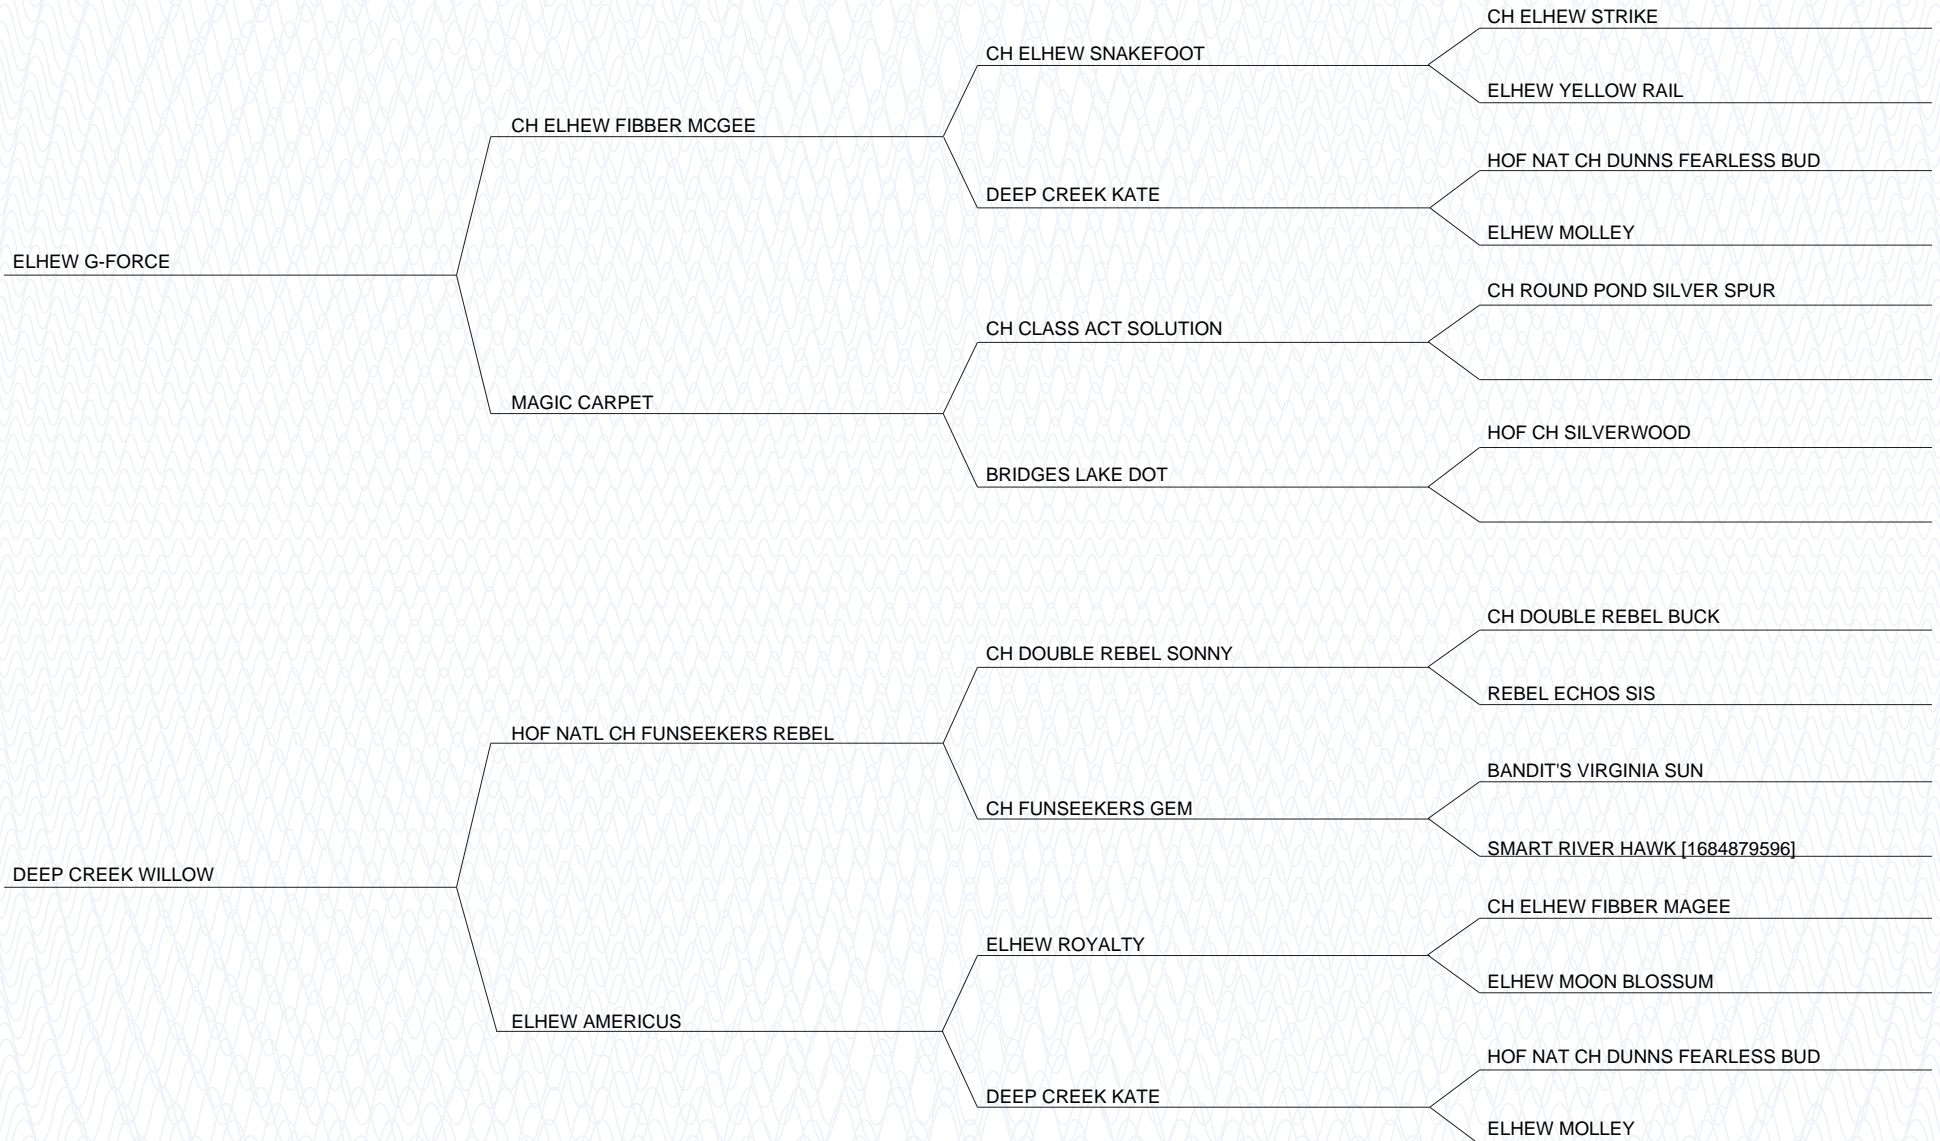 CH ELHEW STRIKE
CH ELHEW SNAKEFOOT
ELHEW YELLOW RAIL
CH ELHEW FIBBER MCGEE
HOF NAT CH DUNNS FEARLESS BUD
DEEP CREEK KATE
ELHEW MOLLEY
ELHEW G-FORCE
CH ROUND POND SILVER SPUR
CH CLASS ACT SOLUTION
MAGIC CARPET
HOF CH SILVERWOOD
BRIDGES LAKE DOT
CH DOUBLE REBEL BUCK
CH DOUBLE REBEL SONNY
REBEL ECHOS SIS
HOF NATL CH FUNSEEKERS REBEL
BANDIT'S VIRGINIA SUN
CH FUNSEEKERS GEM
SMART RIVER HAWK [1684879596]
DEEP CREEK WILLOW
CH ELHEW FIBBER MAGEE
ELHEW ROYALTY
ELHEW MOON BLOSSUM
ELHEW AMERICUS
HOF NAT CH DUNNS FEARLESS BUD
DEEP CREEK KATE
ELHEW MOLLEY